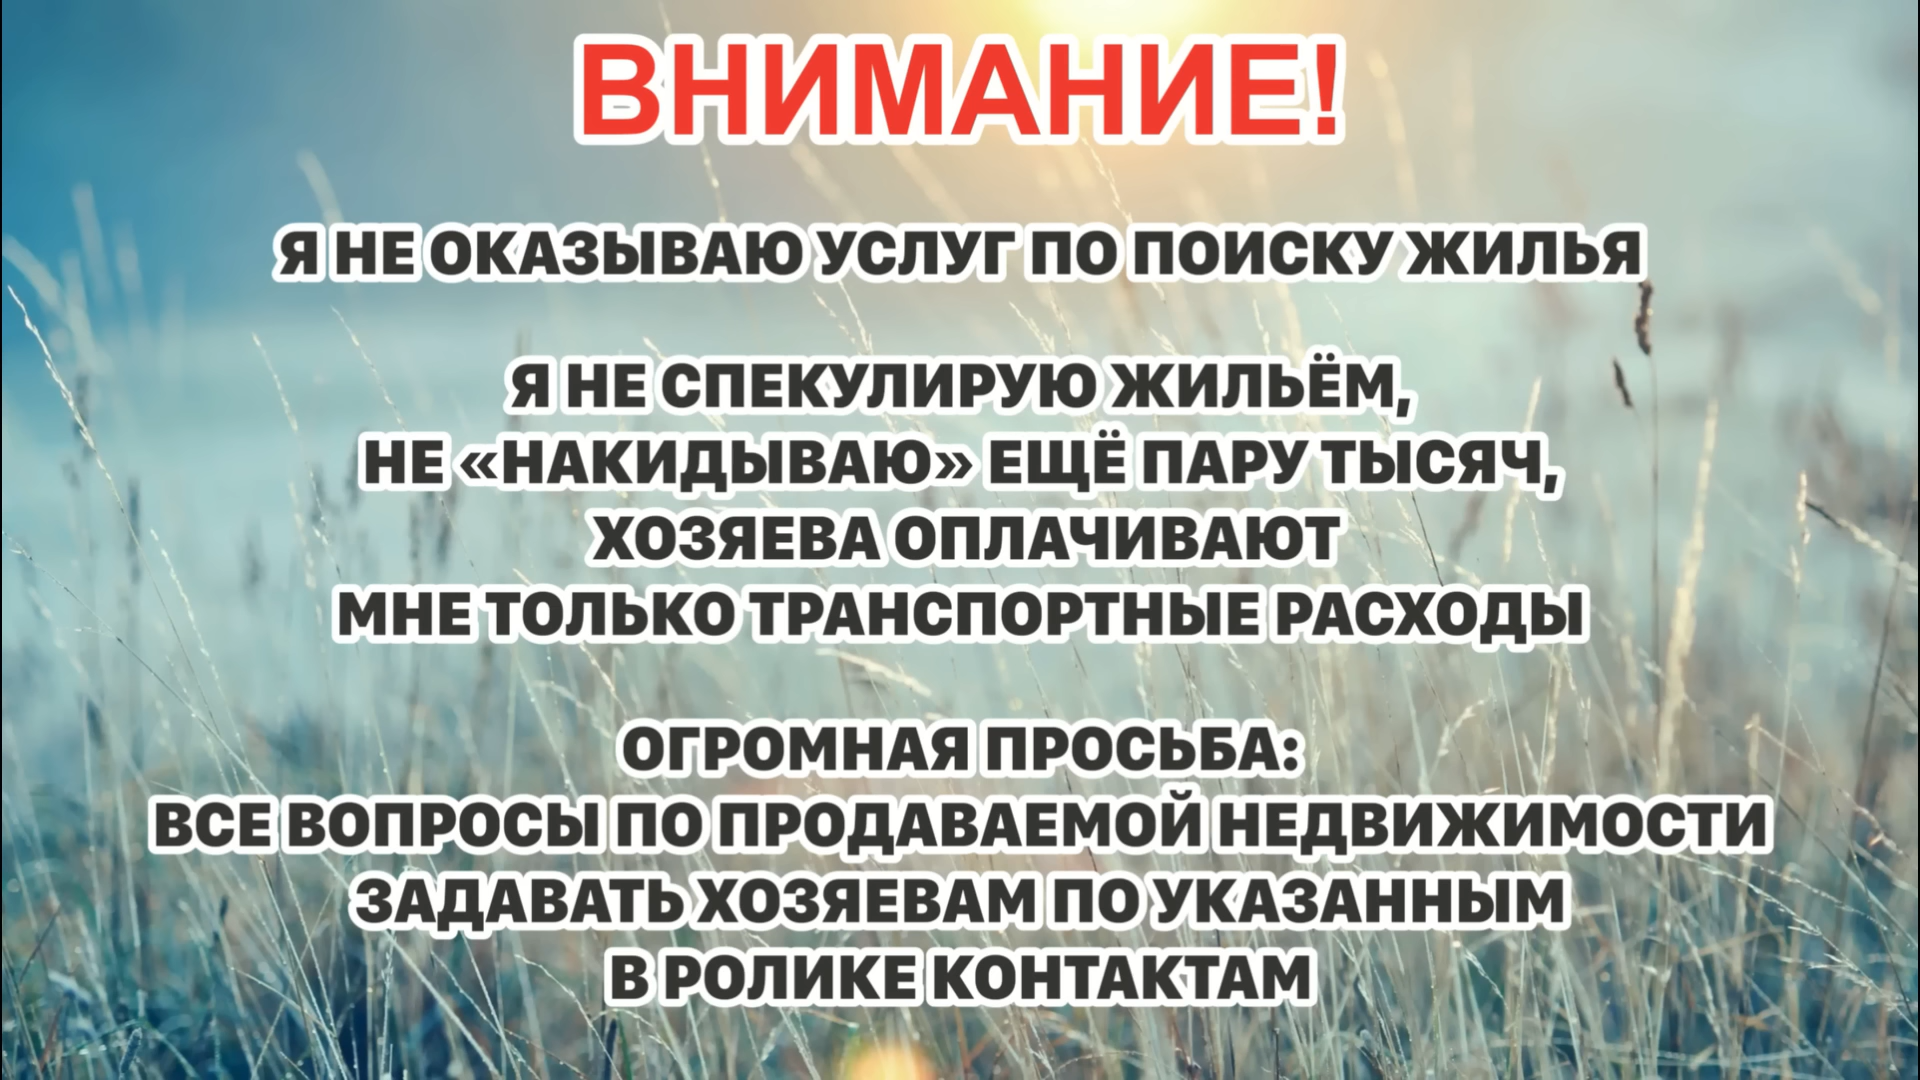 ВНИМАНИЕ!
Я НЕ ОКАЗЫВАЮ УСЛУГ ПО ПОИСКУ ЖИЛЬЯ
Я НЕ СПЕКУЛИРУЮ ЖИЛЬЁМ,
НЕ «НАКИДЫВАЮ» ЕЩЁ ПАРУ ТЫСЯЧ,
ХОЗЯЕВА ОПЛАЧИВАЮТ
МНЕ ТОЛЬКО ТРАНСПОРТНЫЕ РАСХОДЫ
ОГРОМНАЯ ПРОСЬБА:
ВСЕ ВОПРОСЫ ПО ПРОДАВАЕМОЙ НЕДВИЖИМОСТИ
ЗАДАВАТЬ ХОЗЯЕВАМ ПО УКАЗАННЫМ
В РОЛИКЕ КОНТАКТАМ